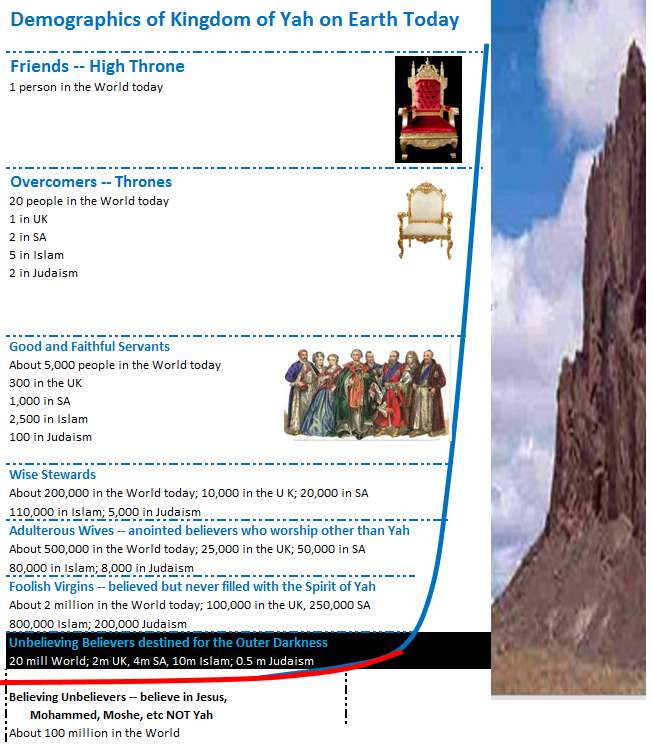 Demographics of Kingdom of Yah on Earth Today
Friends -- High Throne
1 person in the World today
Overcomers -- Thrones
20 people in the World today
1 in UK
2 in SA
5 in Islam
2 in Judaism
Good and Faithful Servants
About 5,000 people in the World today
300 in the UK
1,000 in SA
2,500 in Islam
100 in Judaism
Wise Stewards
About 200,000 in the World today; 10,000 in the U K; 20,000 in SA
110,000 in Islam; 5,000 in Judaism
Adulterous Wives -- anointed believers who worship other than Yah
About 500,000 in the World today; 25,000 in the UK; 50,000 in SA
80,000 in Islam; 8,000 in Judaism
Foolish Virgins -- believed but never filled with the Spirit of Yah
About 2 million in the World today; 100,000 in the UK, 250,000 SA
800,000 Islam; 200,000 Judaism
Unbelieving Believers destined for the Outer Darkness
20 mill World; 2m UK, 4m SA, 10m Islam; 0.5 m Judaism
Believing Unbelievers -- believe in Jesus,
Mohammed, Moshe, etc NOT Yah
About 100 million in the World